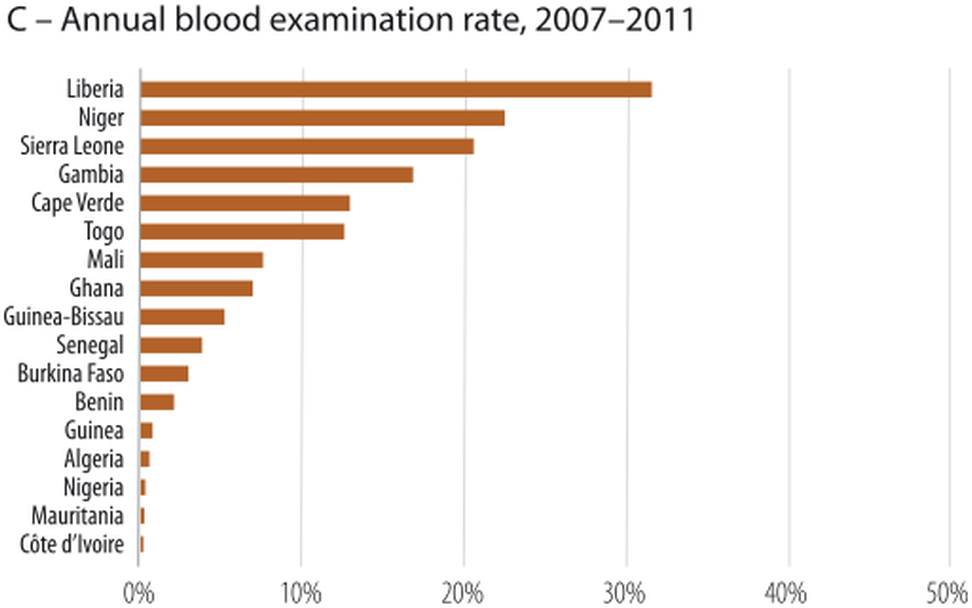 C – Annual blood examination rate, 2007–2011
Liberia
Niger
Sierra Leone
Gambia
Cape Verde
Togo
Mali
Ghana
Guinea-Bissau
Senegal
Burkina Faso
Benin
Guinea
Algeria
Nigeria
Mauritania
Côte d’Ivoire
0% 10% 20% 30% 40% 50%